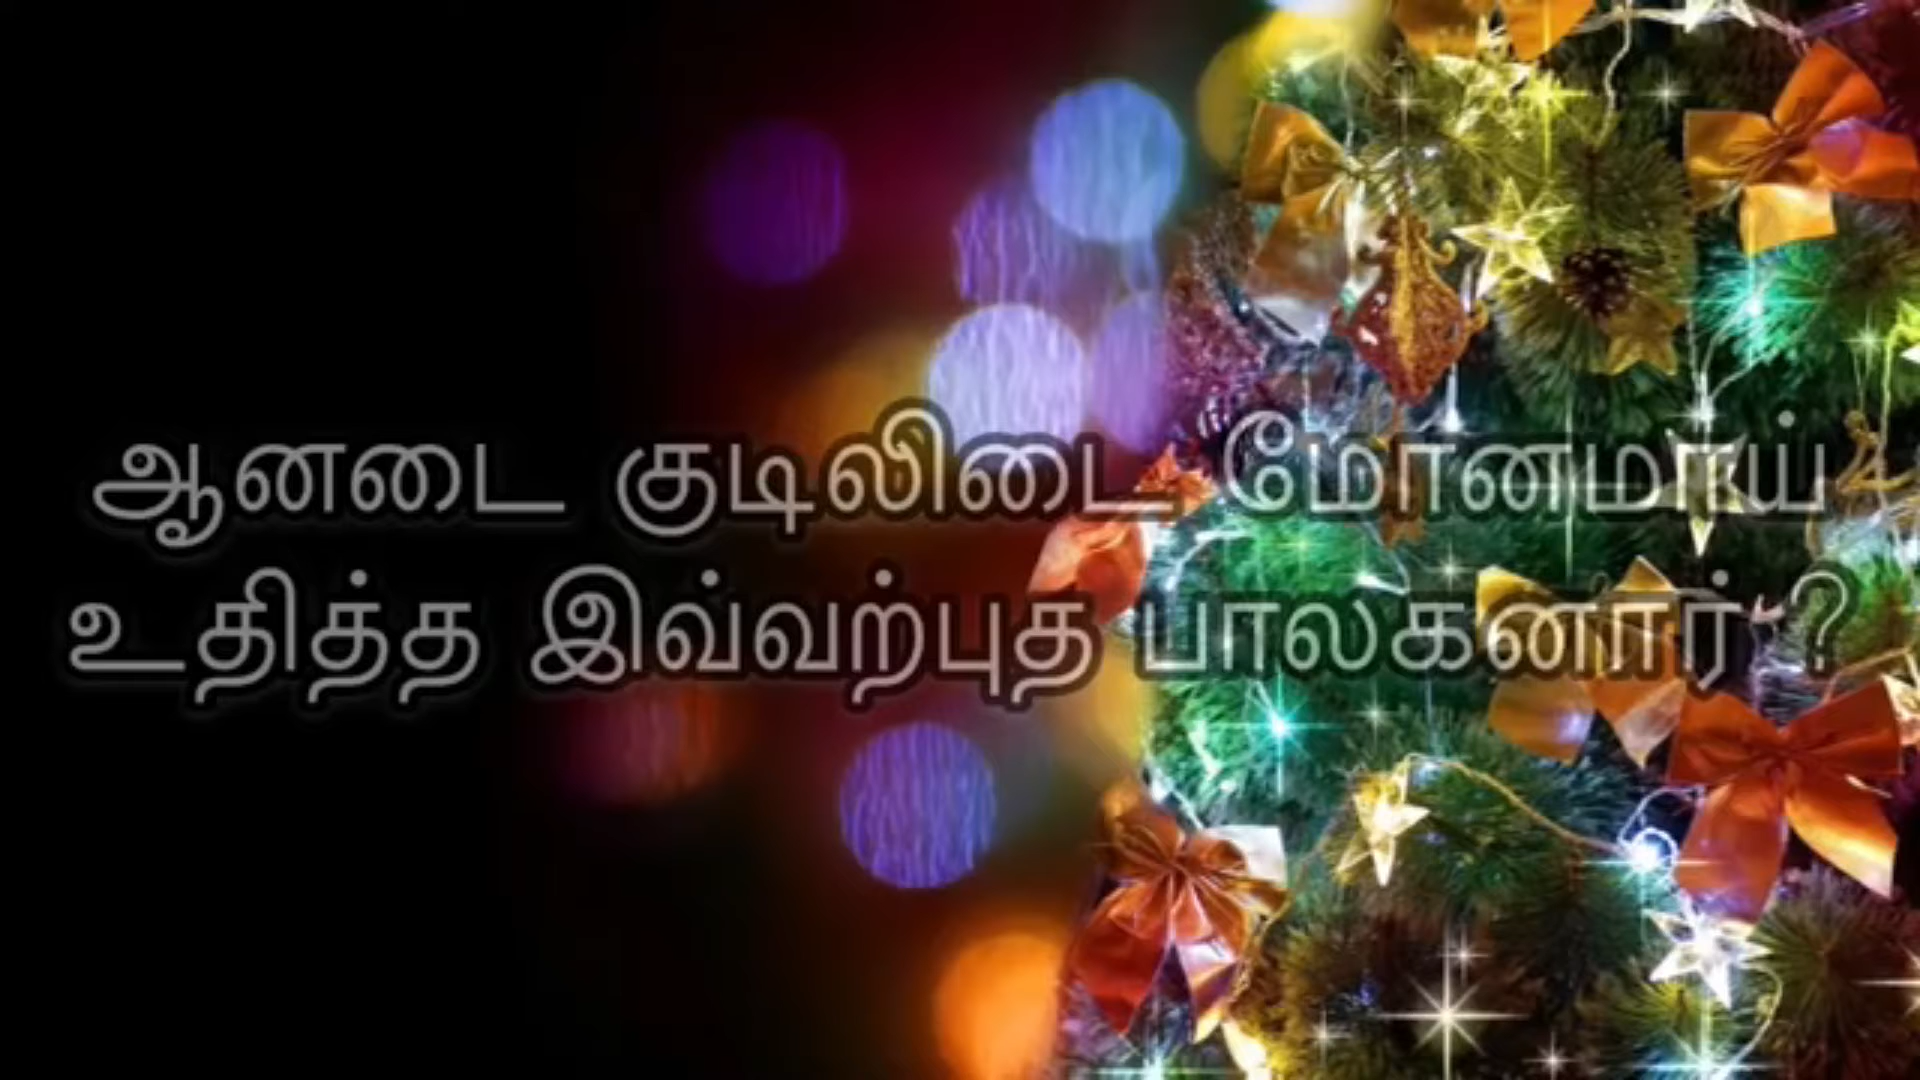 ஆனடை குடிலிடை மோனமாய்
உதித்த இவ்வற்புத பாலகனார் ?